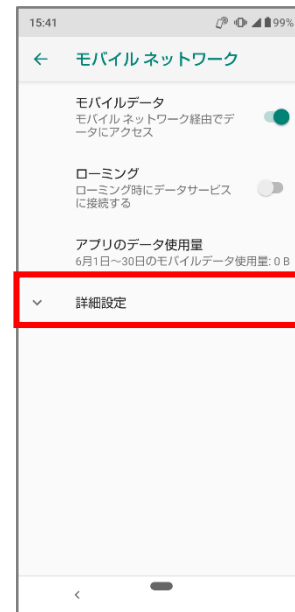 15:41
99%
モバイル ネットワーク
モバイルデータ
モバイル ネットワーク経由でデ
ータにアクセス
ローミング
ローミング時にデータサービス
に接続する
アプリのデータ使用量
6月1日～30日のモバイルデータ使用量: 0 B
詳細設定